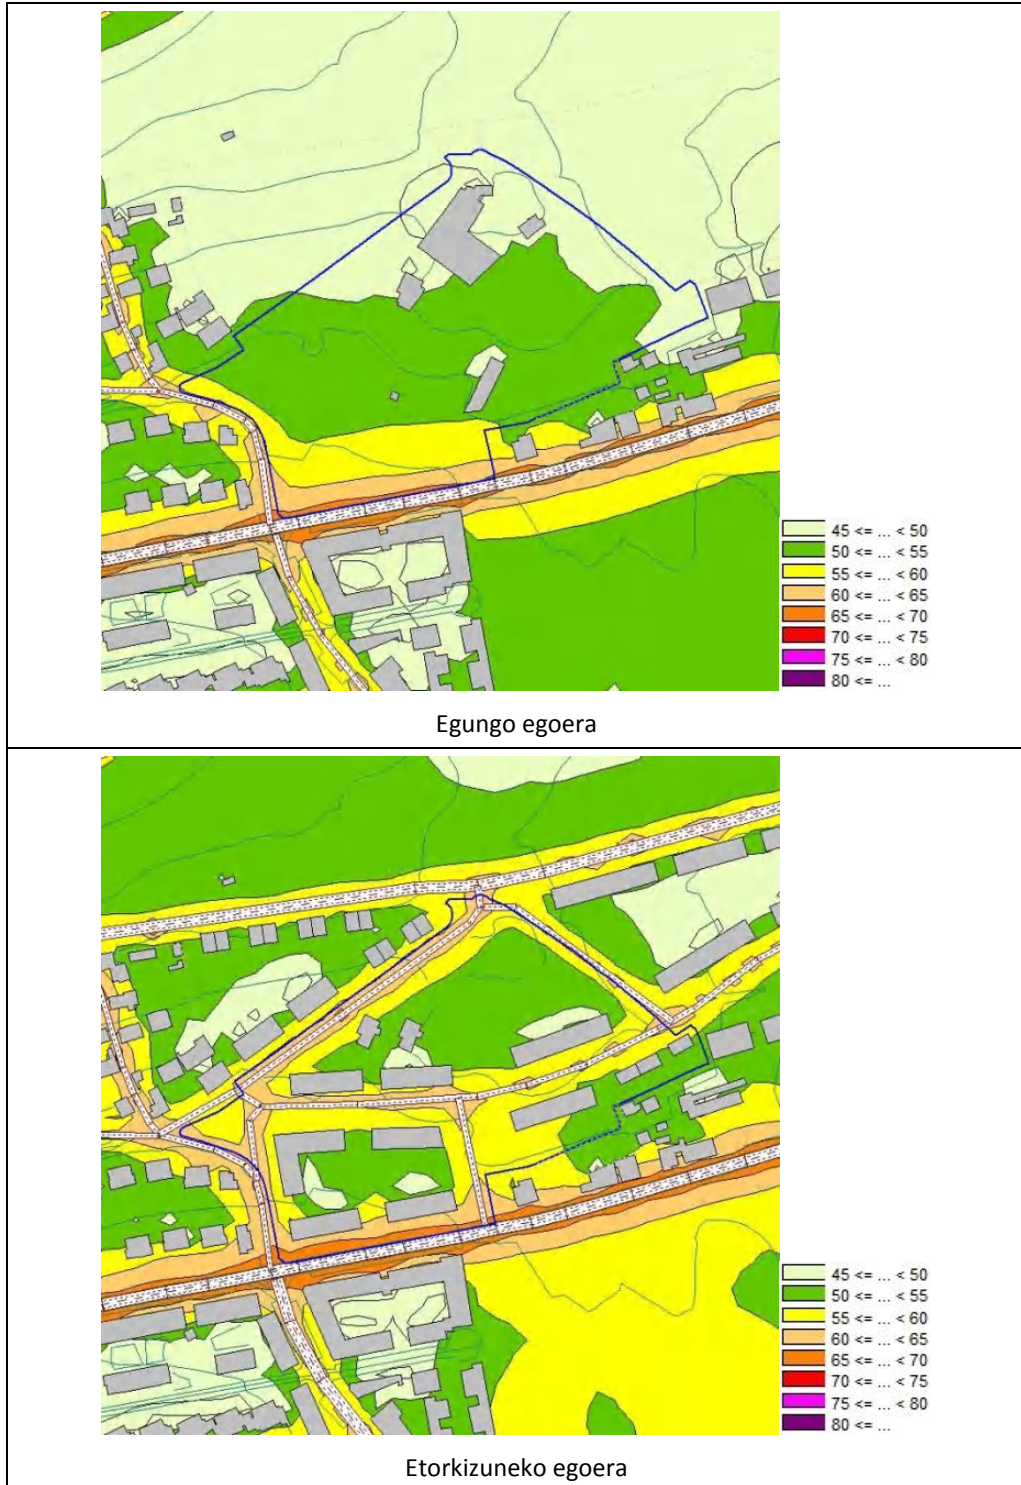 45 <= ... < 50
50 <= ... < 55
55 <= ... < 60
60 <= ... < 65
65 <= ... < 70
70 <= ... < 75
75 <= ... < 80
80 <= ...
Egungo egoera
45 <= ... < 50
50 <= ... < 55
55 <= ... < 60
60 <= ... < 65
65 <= ... < 70
70 <= ... < 75
75 <= ... < 80
80 <= ...
Etorkizuneko egoera